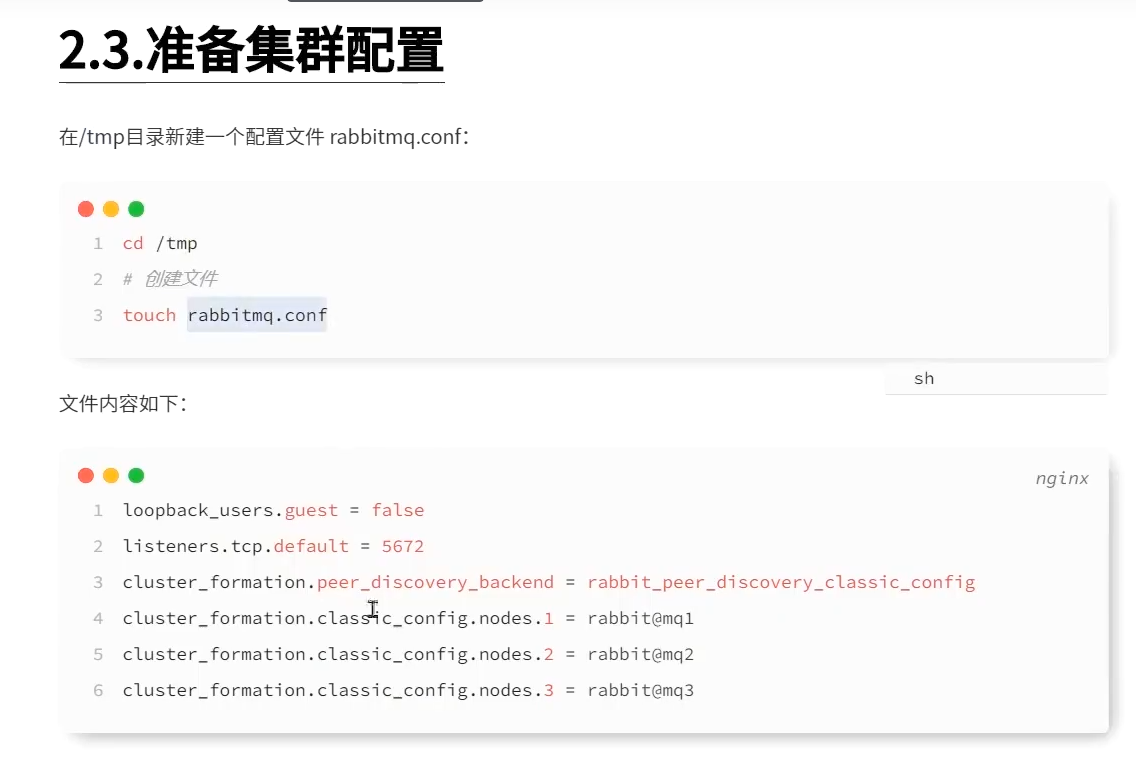 2.3.准备集群配置
在/tmp目录新建一个配置文件 rabbitmq.conf：
1 cd /tmp
2 # 创建文件
3 touch rabbitmq.conf
sh
文件内容如下：
nginx
1 loopback_users.guest = false
2 listeners.tcp.default = 5672
3 cluster_formation.peer_discovery_backend = rabbit_peer_discovery_classic_config
4 cluster_formation.classic_config.nodes.1 = rabbit@mq1
5 cluster_formation.classic_config.nodes.2 = rabbit@mq2
6 cluster_formation.classic_config.nodes.3 = rabbit@mq3